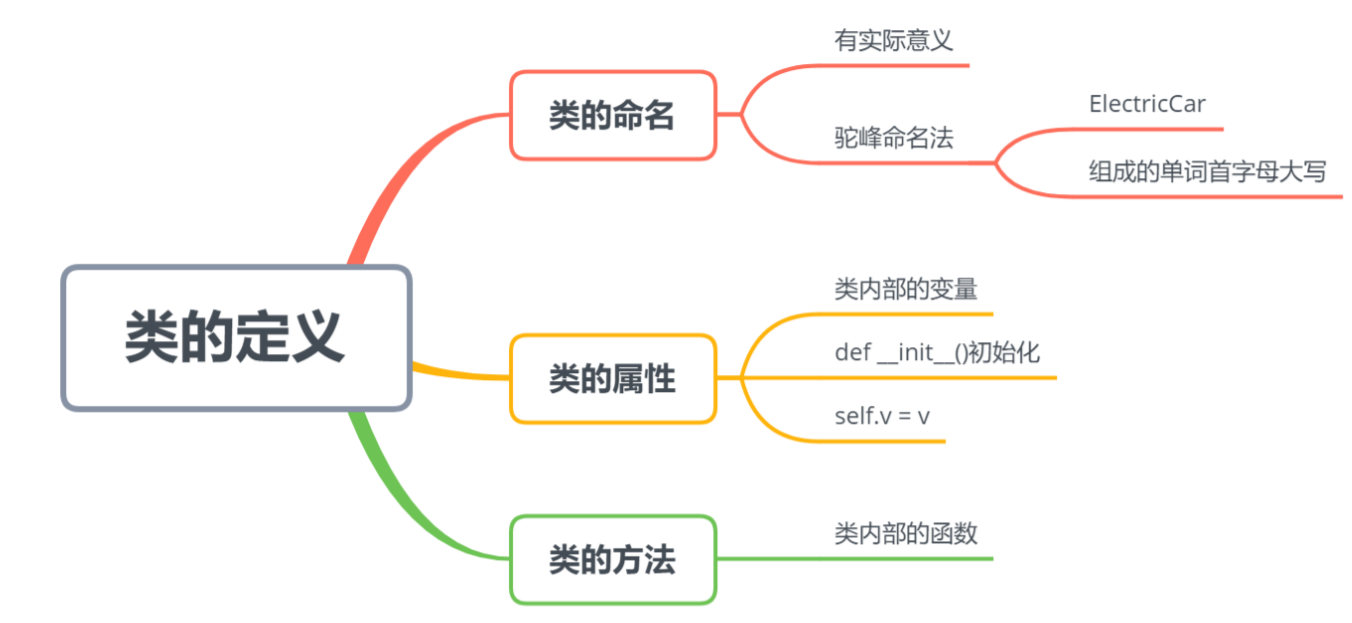 类的定义
类的命名
有实际意义
驼峰命名法
ElectricCar
组成的单词首字母大写
类的属性
类内部的变量
def __init__()初始化
self.v = v
类的方法
类内部的函数